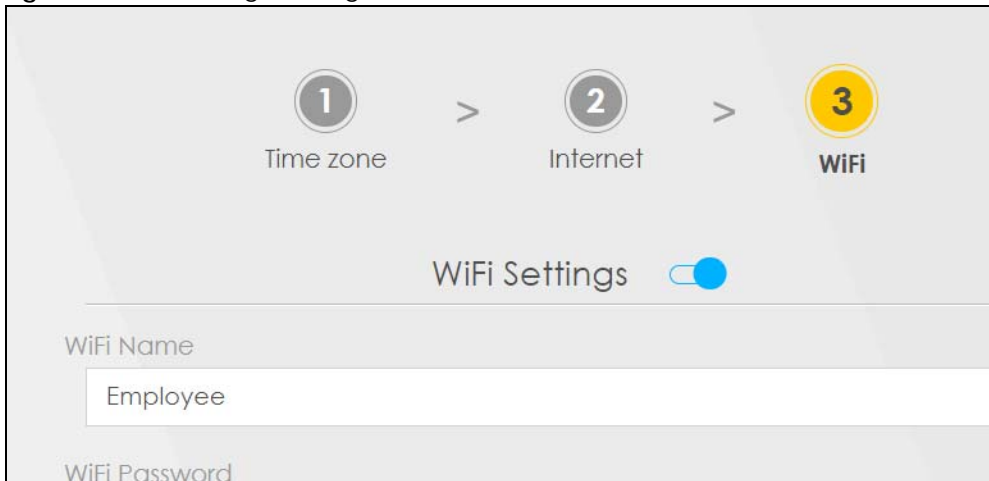 1 > 2 > 3
Time zone Internet WiFi
WiFi Settings
WiFi Name
Employee
WiFi Password